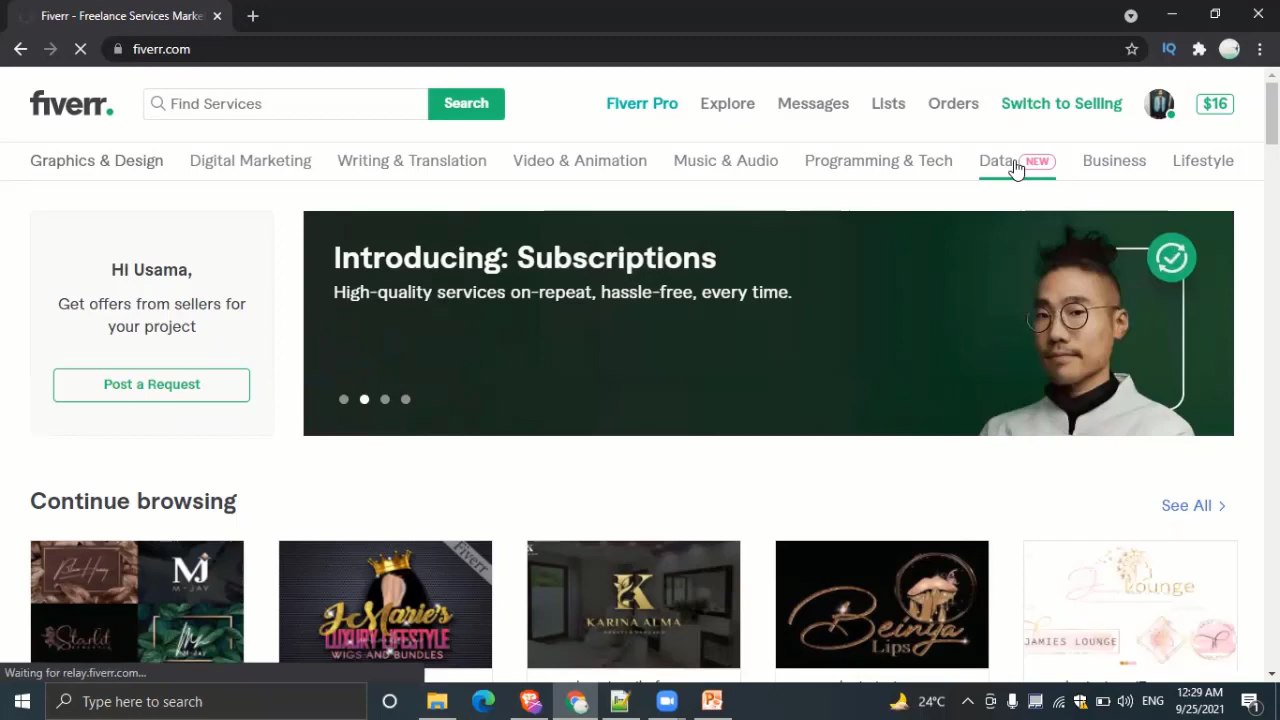 Fiverr - Freelance Services Marke
fiverr.com
fiverr.
Find Services
Search
Fiverr Pro
Explore
Messages
Lists
Orders
Switch to Selling
$16
Graphics & Design
Digital Marketing
Writing & Translation
Video & Animation
Music & Audio
Programming & Tech
Data
NEW
Business
Lifestyle
Hi Usama,
Get offers from sellers for
your project
Post a Request
Introducing: Subscriptions
High-quality services on-repeat, hassle-free, every time.
Continue browsing
See All
MJ
M-JAY
Starlit
Fiverr
J Marie's
LUXURY LIFESTYLE
WIGS AND BUNDLES
K
KARINA ALMA
Beinya
Lips
Lounge
JAMIES LOUNGE
Waiting for relay.fiverr.com...
Type here to search
24°C
ENG
12:29 AM
9/25/2021